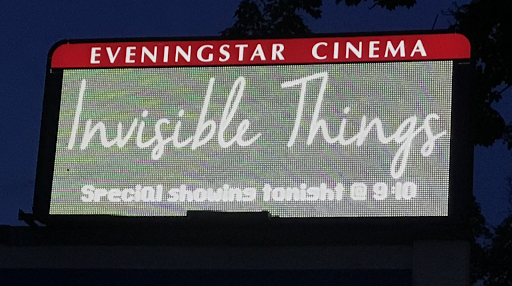 EVENINGSTAR CINEMA
Invisible Things
Special showing tonight @ 9:10